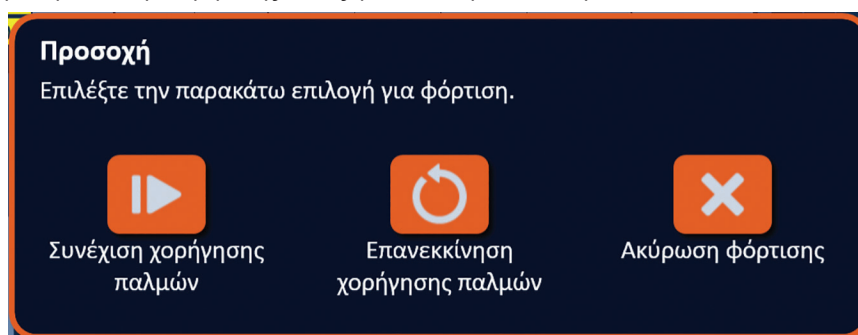 Προσοχή
Επιλέξτε την παρακάτω επιλογή για φόρτιση.
Συνέχιση χορήγησης
παλμών
Επανεκκίνηση
χορήγησης παλμών
Ακύρωση φόρτισης